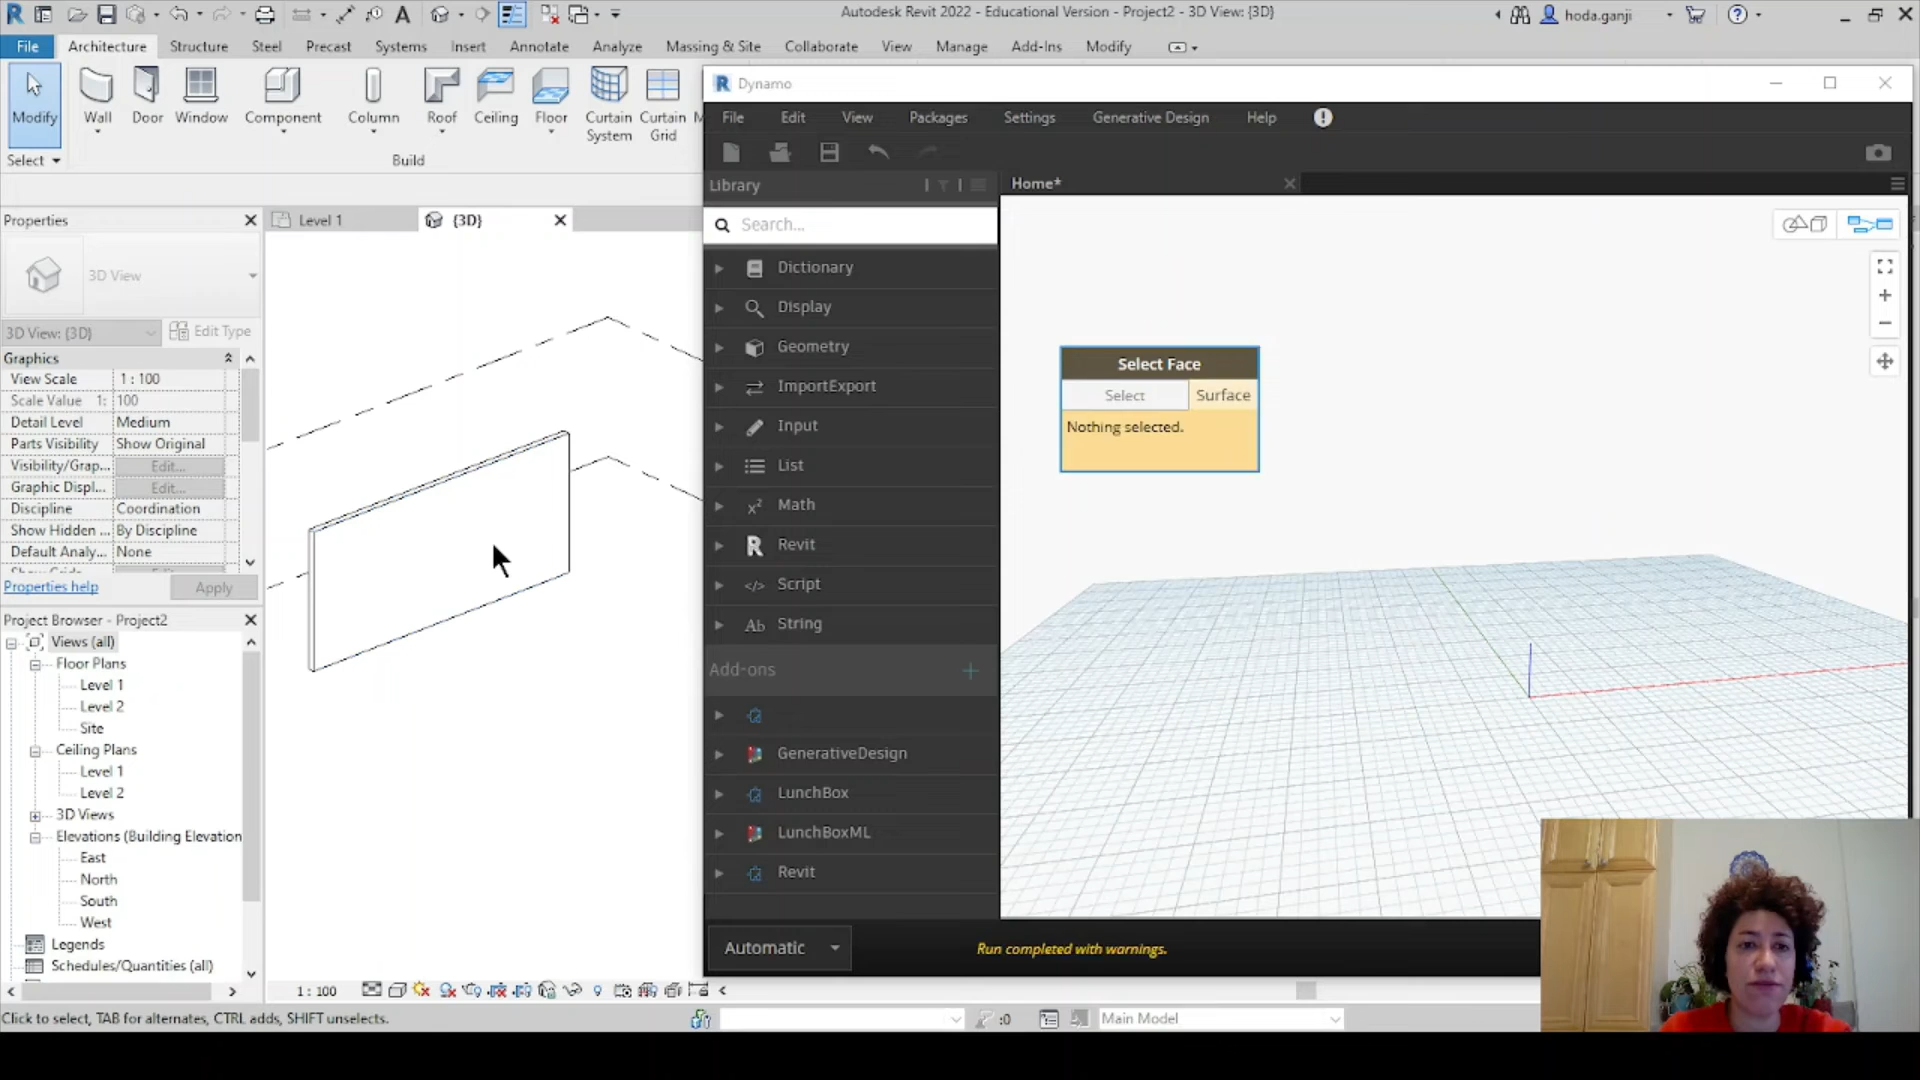 Autodesk Revit 2022 - Educational Version - Project2 - 3D View: {3D}
hoda.ganji
File Architecture Structure Steel Precast Systems Insert Annotate Analyze Massing & Site Collaborate View Manage Add-Ins Modify
Modify Wall Door Window Component Column Roof Ceiling Floor Curtain System Curtain Grid
Select
Build
Properties
3D View
3D View: {3D}
Edit Type
Graphics
View Scale 1 : 100
Scale Value 1: 100
Detail Level Medium
Parts Visibility Show Original
Visibility/Grap... Edit...
Graphic Displ... Edit...
Discipline Coordination
Show Hidden ... By Discipline
Default Analy... None
Properties help
Apply
Project Browser - Project2
Views (all)
Floor Plans
Level 1
Level 2
Site
Ceiling Plans
Level 1
Level 2
3D Views
Elevations (Building Elevation
East
North
South
West
Legends
Schedules/Quantities (all)
Level 1
{3D}
1 : 100
Click to select, TAB for alternates, CTRL adds, SHIFT unselects.
:0
Main Model
Dynamo
File Edit View Packages Settings Generative Design Help
Library
Search...
Dictionary
Display
Geometry
ImportExport
Input
List
Math
Revit
Script
String
Add-ons
GenerativeDesign
LunchBox
LunchBoxML
Revit
Home*
Select Face
Select Surface
Nothing selected.
Automatic
Run completed with warnings.